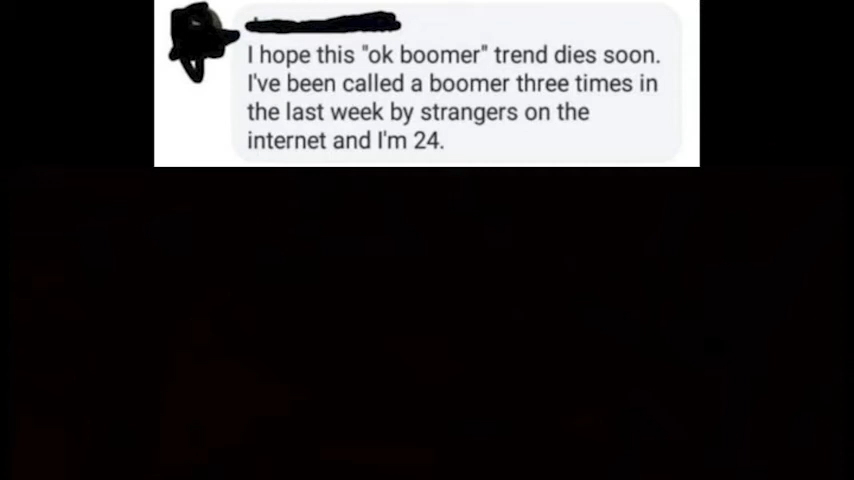 I hope this "ok boomer" trend dies soon.
I've been called a boomer three times in
the last week by strangers on the
internet and I'm 24.